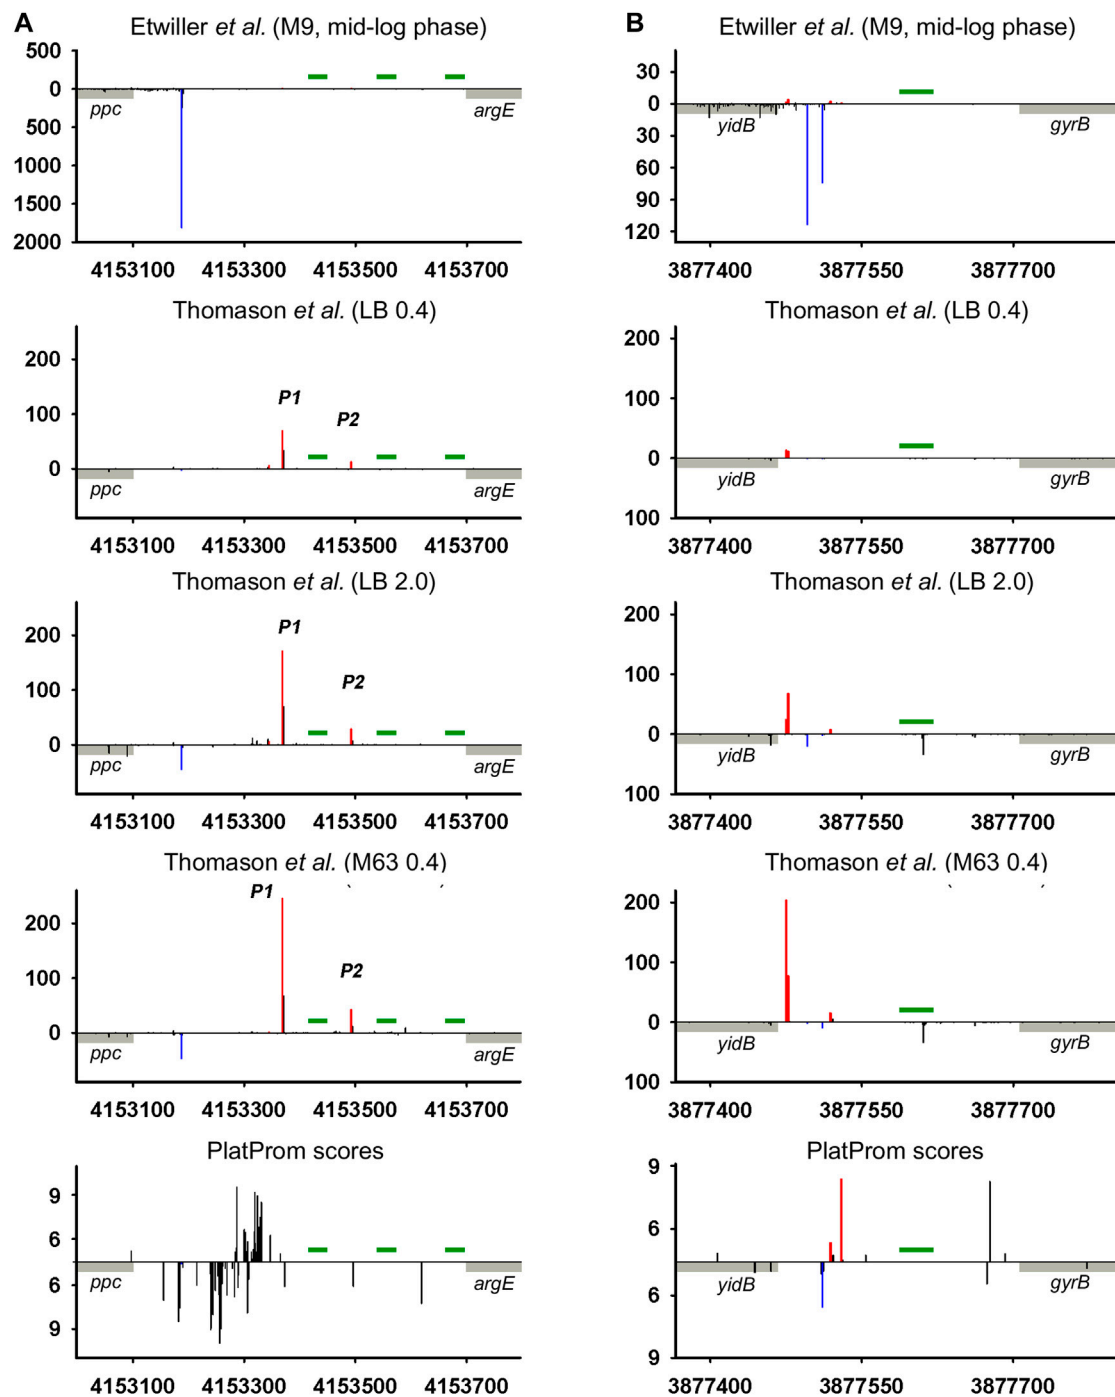 A
Etwiller et al. (M9, mid-log phase)
500
0
500
1000
1500
2000
ppc
argE
4153100 4153300 4153500 4153700
Thomason et al. (LB 0.4)
200
100
0
P1
P2
ppc
argE
4153100 4153300 4153500 4153700
Thomason et al. (LB 2.0)
200
100
0
P1
P2
ppc
argE
4153100 4153300 4153500 4153700
Thomason et al. (M63 0.4)
200
100
0
P1
P2
ppc
argE
4153100 4153300 4153500 4153700
PlatProm scores
9
6
6
9
ppc
argE
4153100 4153300 4153500 4153700
B
Etwiller et al. (M9, mid-log phase)
30
0
30
60
90
120
yidB
gyrB
3877400 3877550 3877700
Thomason et al. (LB 0.4)
200
100
0
100
yidB
gyrB
3877400 3877550 3877700
Thomason et al. (LB 2.0)
200
100
0
100
yidB
gyrB
3877400 3877550 3877700
Thomason et al. (M63 0.4)
200
100
0
100
yidB
gyrB
3877400 3877550 3877700
PlatProm scores
9
6
6
9
yidB
gyrB
3877400 3877550 3877700